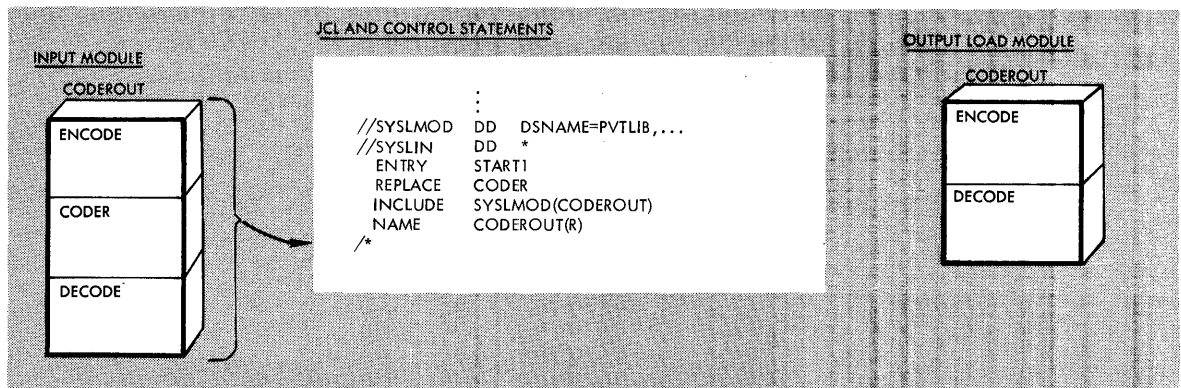 JCL AND CONTROL STATEMENTS
INPUT MODULE
CODEROUT
ENCODE
CODER
DECODE
//SYSLMOD DD DSNAME=PVTLIB,...
//SYSLIN DD *
ENTRY START1
REPLACE CODER
INCLUDE SYSLMOD(CODEROUT)
NAME CODEROUT(R)
/*
OUTPUT LOAD MODULE
CODEROUT
ENCODE
DECODE